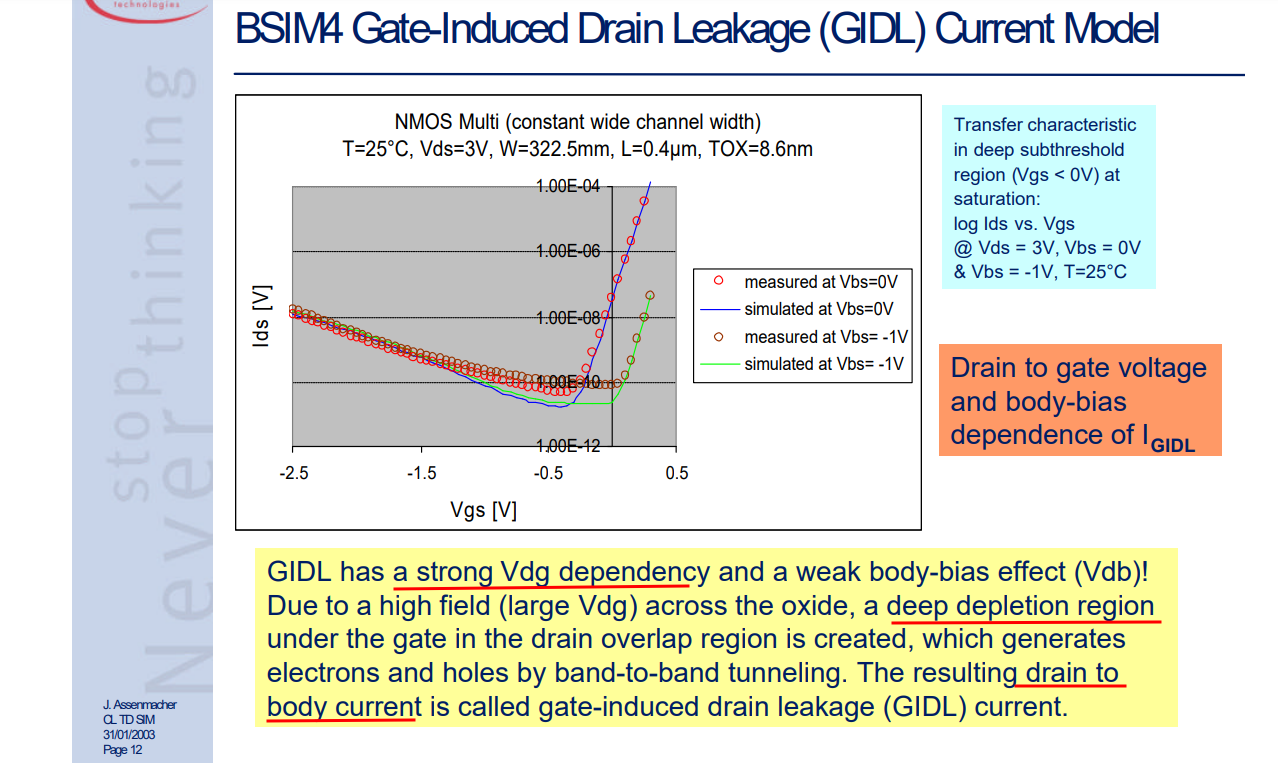 technologies
BSIM4 Gate-Induced Drain Leakage (GIDL) Current Model
NMOS Multi (constant wide channel width)
T=25°C, Vds=3V, W=322.5mm, L=0.4µm, TOX=8.6nm
1.00E-04
1.00E-06
1.00E-08
1.00E-10
1.00E-12
-2.5
-1.5
-0.5
0.5
Ids [V]
Vgs [V]
measured at Vbs=0V
simulated at Vbs=0V
measured at Vbs= -1V
simulated at Vbs= -1V
Transfer characteristic
in deep subthreshold
region (Vgs < 0V) at
saturation:
log Ids vs. Vgs
@ Vds = 3V, Vbs = 0V
& Vbs = -1V, T=25°C
Drain to gate voltage
and body-bias
dependence of I GIDL
GIDL has a strong Vdg dependency and a weak body-bias effect (Vdb)!
Due to a high field (large Vdg) across the oxide, a deep depletion region
under the gate in the drain overlap region is created, which generates
electrons and holes by band-to-band tunneling. The resulting drain to
body current is called gate-induced drain leakage (GIDL) current.
Never
stop thinking
J. Assenmacher
CL TD SIM
31/01/2003
Page 12